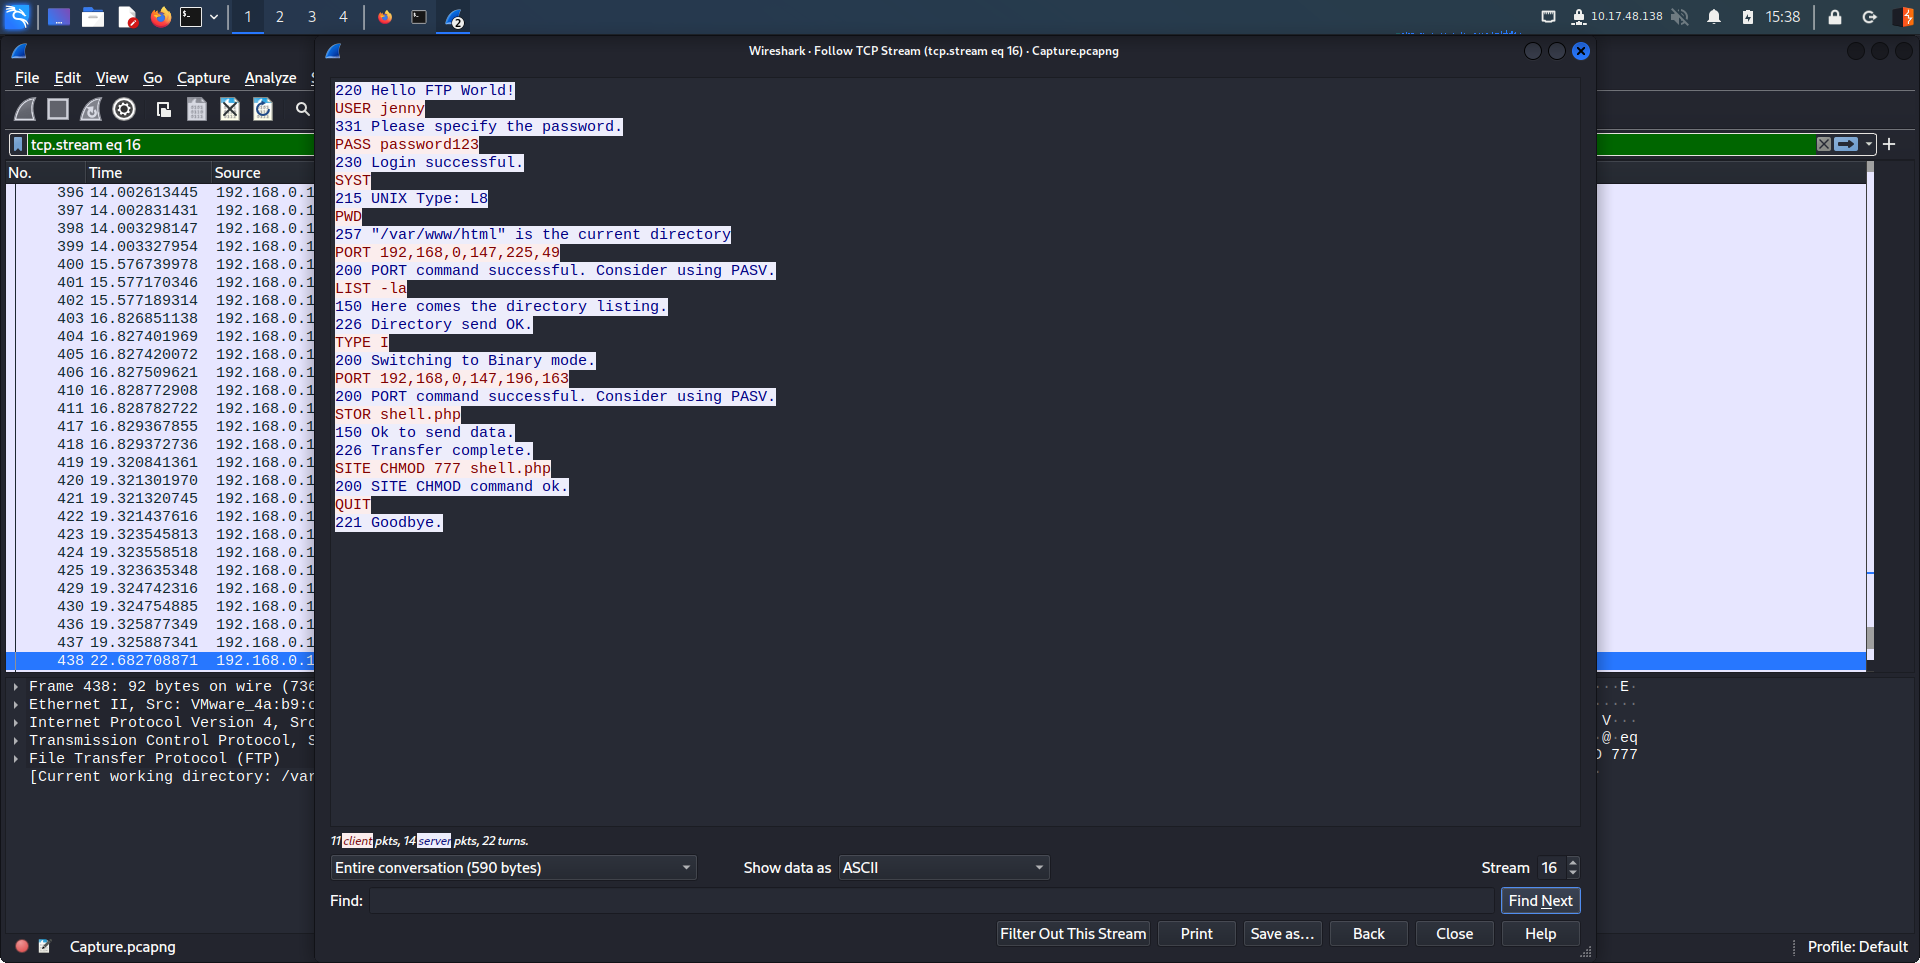 1 2 3 4 2 10.17.48.138 15:38
Wireshark · Follow TCP Stream (tcp.stream eq 16) · Capture.pcapng
File Edit View Go Capture Analyze
tcp.stream eq 16
No. Time Source
396 14.002613445 192.168.0.1
397 14.002831431 192.168.0.1
398 14.003298147 192.168.0.1
399 14.003327954 192.168.0.1
400 15.576739978 192.168.0.1
401 15.577170346 192.168.0.1
402 15.577189314 192.168.0.1
403 16.826851138 192.168.0.1
404 16.827401969 192.168.0.1
405 16.827420072 192.168.0.1
406 16.827509621 192.168.0.1
410 16.828772908 192.168.0.1
411 16.828782722 192.168.0.1
417 16.829367855 192.168.0.1
418 16.829372736 192.168.0.1
419 19.320841361 192.168.0.1
420 19.321301970 192.168.0.1
421 19.321320745 192.168.0.1
422 19.321437616 192.168.0.1
423 19.323545813 192.168.0.1
424 19.323558518 192.168.0.1
425 19.323635348 192.168.0.1
429 19.324742316 192.168.0.1
430 19.324754885 192.168.0.1
436 19.325877349 192.168.0.1
437 19.325887341 192.168.0.1
438 22.682708871 192.168.0.1
Frame 438: 92 bytes on wire (736
Ethernet II, Src: VMware_4a:b9:c
Internet Protocol Version 4, Src
Transmission Control Protocol, S
File Transfer Protocol (FTP)
[Current working directory: /var
220 Hello FTP World!
USER jenny
331 Please specify the password.
PASS password123
230 Login successful.
SYST
215 UNIX Type: L8
PWD
257 "/var/www/html" is the current directory
PORT 192,168,0,147,225,49
200 PORT command successful. Consider using PASV.
LIST -la
150 Here comes the directory listing.
226 Directory send OK.
TYPE I
200 Switching to Binary mode.
PORT 192,168,0,147,196,163
200 PORT command successful. Consider using PASV.
STOR shell.php
150 Ok to send data.
226 Transfer complete.
SITE CHMOD 777 shell.php
200 SITE CHMOD command ok.
QUIT
221 Goodbye.
···E·
·····
V···
·@·eq
D 777
·
11 client pkts, 14 server pkts, 22 turns.
Entire conversation (590 bytes) Show data as ASCII Stream 16
Find: Find Next
Filter Out This Stream Print Save as… Back Close Help
Capture.pcapng Profile: Default